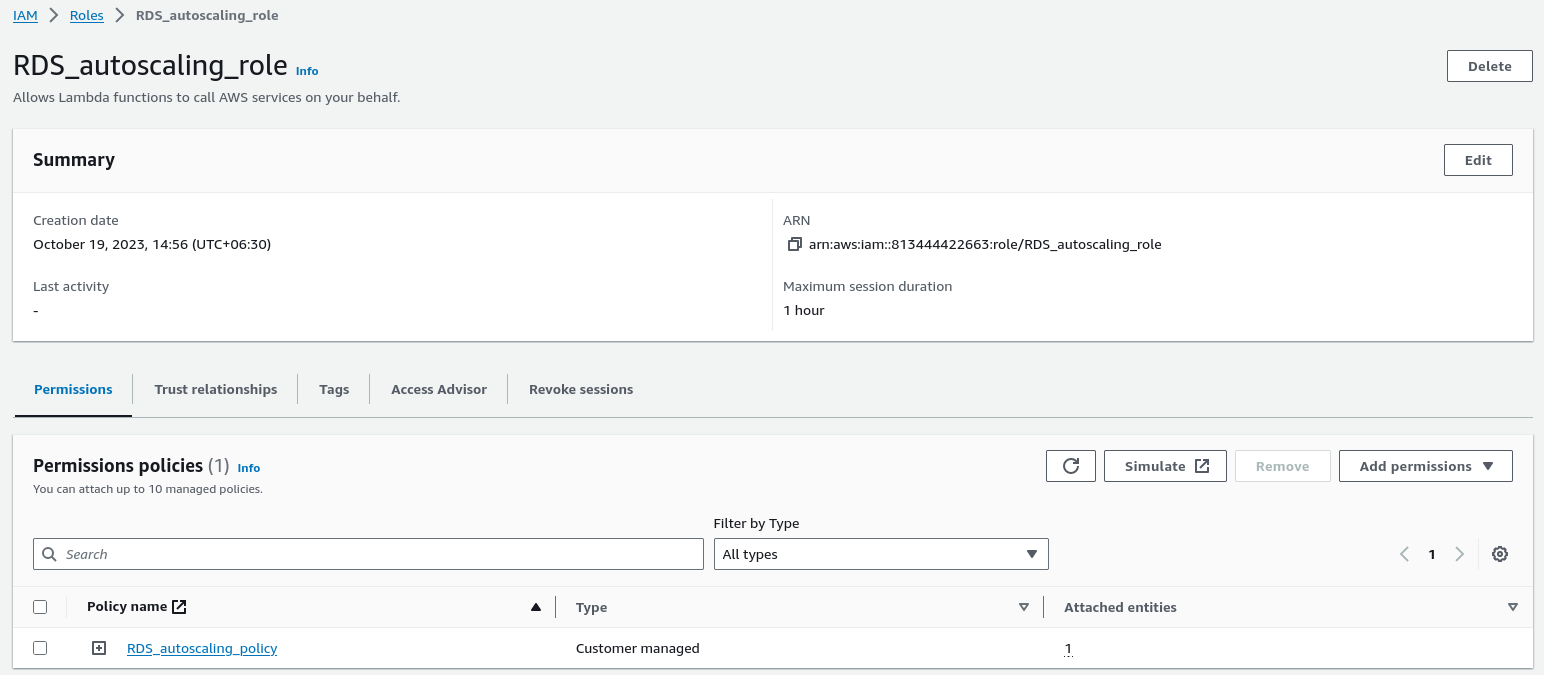 IAM > Roles > RDS_autoscaling_role
RDS_autoscaling_role Info
Delete
Allows Lambda functions to call AWS services on your behalf.
Summary
Edit
Creation date
October 19, 2023, 14:56 (UTC+06:30)
ARN
arn:aws:iam::813444422663:role/RDS_autoscaling_role
Last activity
-
Maximum session duration
1 hour
Permissions Trust relationships Tags Access Advisor Revoke sessions
Permissions policies (1) Info
You can attach up to 10 managed policies.
Simulate Remove Add permissions
Filter by Type
Search
All types
1
Policy name Type Attached entities
RDS_autoscaling_policy Customer managed 1